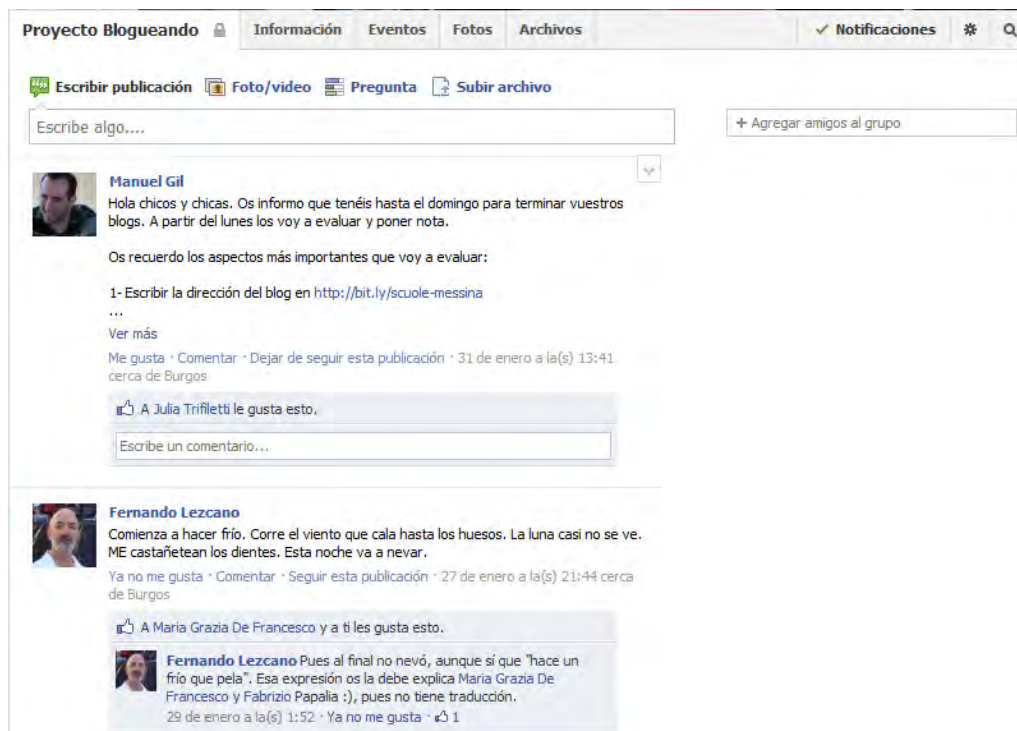 Proyecto Blogueando Información Eventos Fotos Archivos ✓ Notificaciones
Escribir publicación Foto/video Pregunta Subir archivo
Escribe algo....
+ Agregar amigos al grupo
Manuel Gil
Hola chicos y chicas. Os informo que tenéis hasta el domingo para terminar vuestros
blogs. A partir del lunes los voy a evaluar y poner nota.
Os recuerdo los aspectos más importantes que voy a evaluar:
1- Escribir la dirección del blog en http://bit.ly/scuole-messina
...
Ver más
Me gusta · Comentar · Dejar de seguir esta publicación · 31 de enero a la(s) 13:41
cerca de Burgos
A Julia Trifiletti le gusta esto.
Escribe un comentario...
Fernando Lezcano
Comienza a hacer frío. Corre el viento que cala hasta los huesos. La luna casi no se ve.
ME castañetean los dientes. Esta noche va a nevar.
Ya no me gusta · Comentar · Seguir esta publicación · 27 de enero a la(s) 21:44 cerca
de Burgos
A Maria Grazia De Francesco y a ti les gusta esto.
Fernando Lezcano Pues al final no nevó, aunque sí que "hace un
frío que pela". Esa expresión os la debe explica Maria Grazia De
Francesco y Fabrizio Papalia :), pues no tiene traducción.
29 de enero a la(s) 1:52 · Ya no me gusta · 1